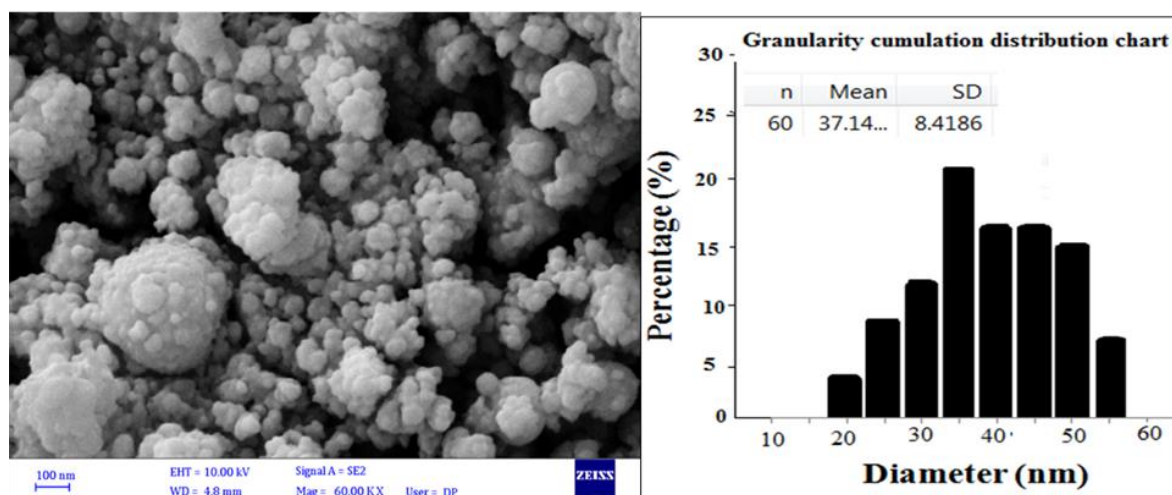 100 nm
EHT = 10.00 kV
WD = 4.8 mm
Signal A = SE2
Mag = 60.00 K X
User = DP
ZEISS
Granularity cumulation distribution chart
n Mean SD
60 37.14... 8.4186
Percentage (%)
30
25
20
15
10
5
0
10 20 30 40 50 60
Diameter (nm)